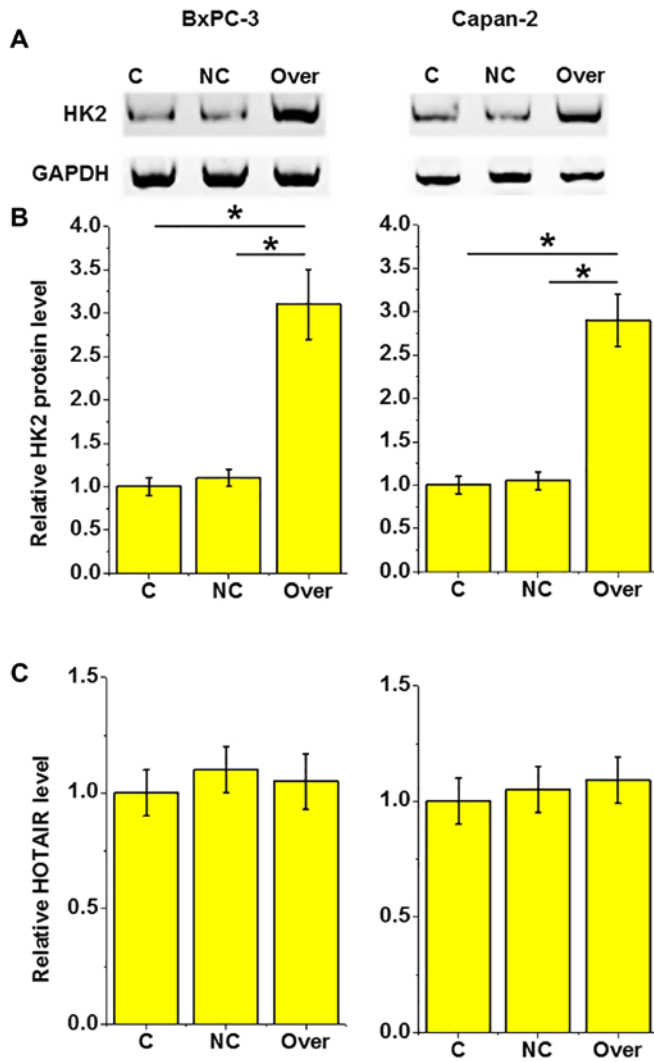 BxPC-3 Capan-2
A
C NC Over C NC Over
HK2
GAPDH
B
* *
* *
Relative HK2 protein level
4.0 4.0
3.5 3.5
3.0 3.0
2.5 2.5
2.0 2.0
1.5 1.5
1.0 1.0
0.5 0.5
0.0 0.0
C NC Over C NC Over
C
Relative HOTAIR level
1.5 1.5
1.0 1.0
0.5 0.5
0.0 0.0
C NC Over C NC Over